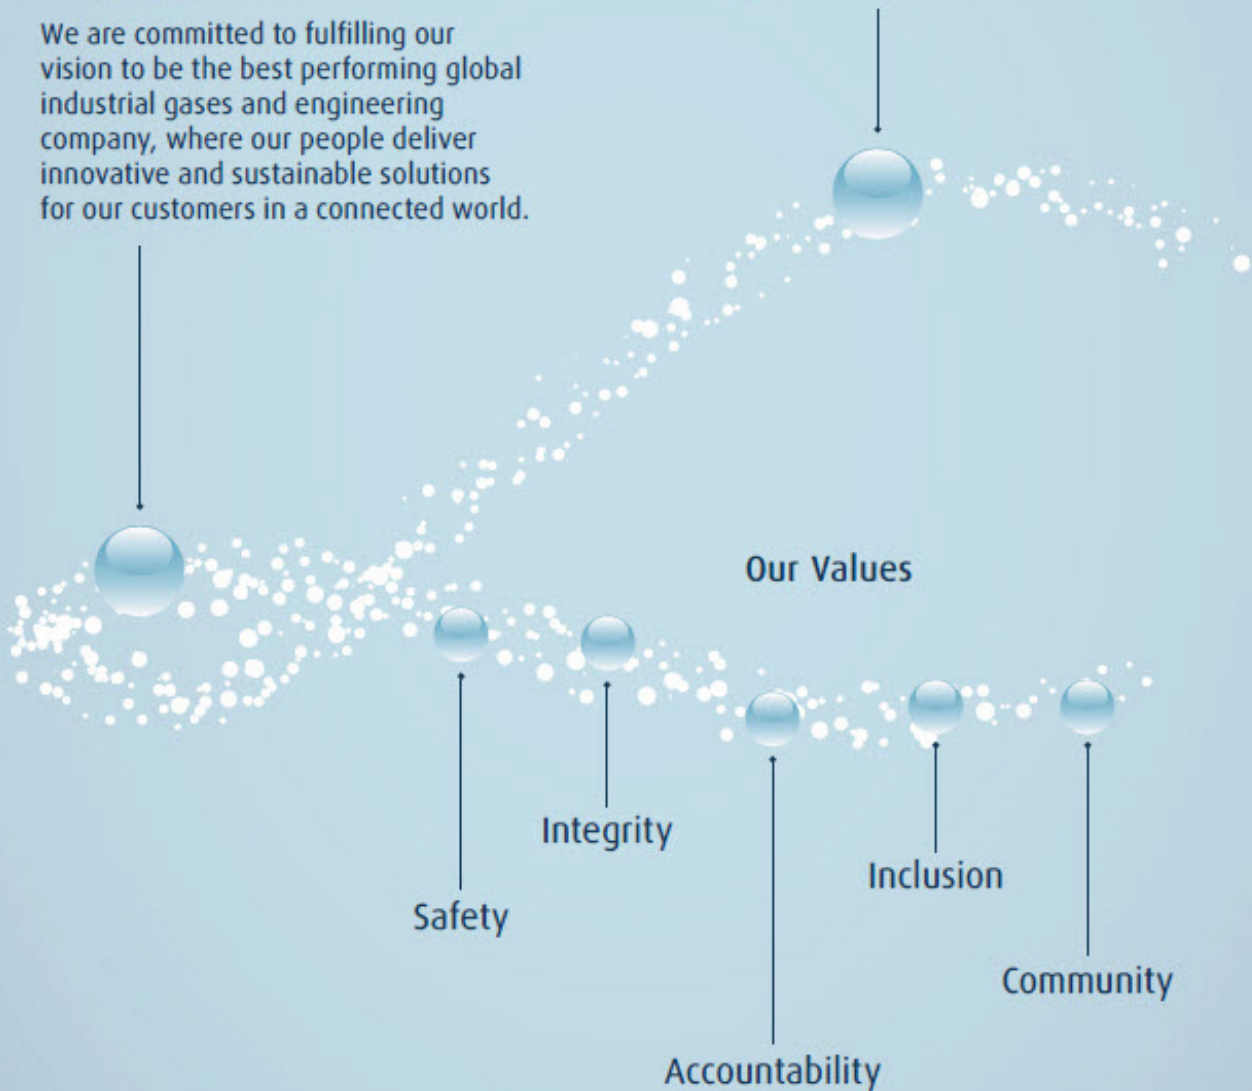 We are committed to fulfilling our
vision to be the best performing global
industrial gases and engineering
company, where our people deliver
innovative and sustainable solutions
for our customers in a connected world.
Our Values
Integrity
Inclusion
Safety
Community
Accountability